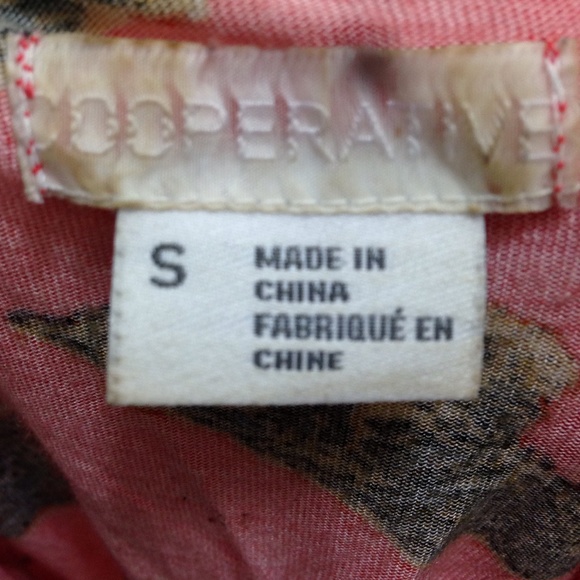 COOPERATIVE
S
MADE IN
CHINA
FABRIQUÉ EN
CHINE